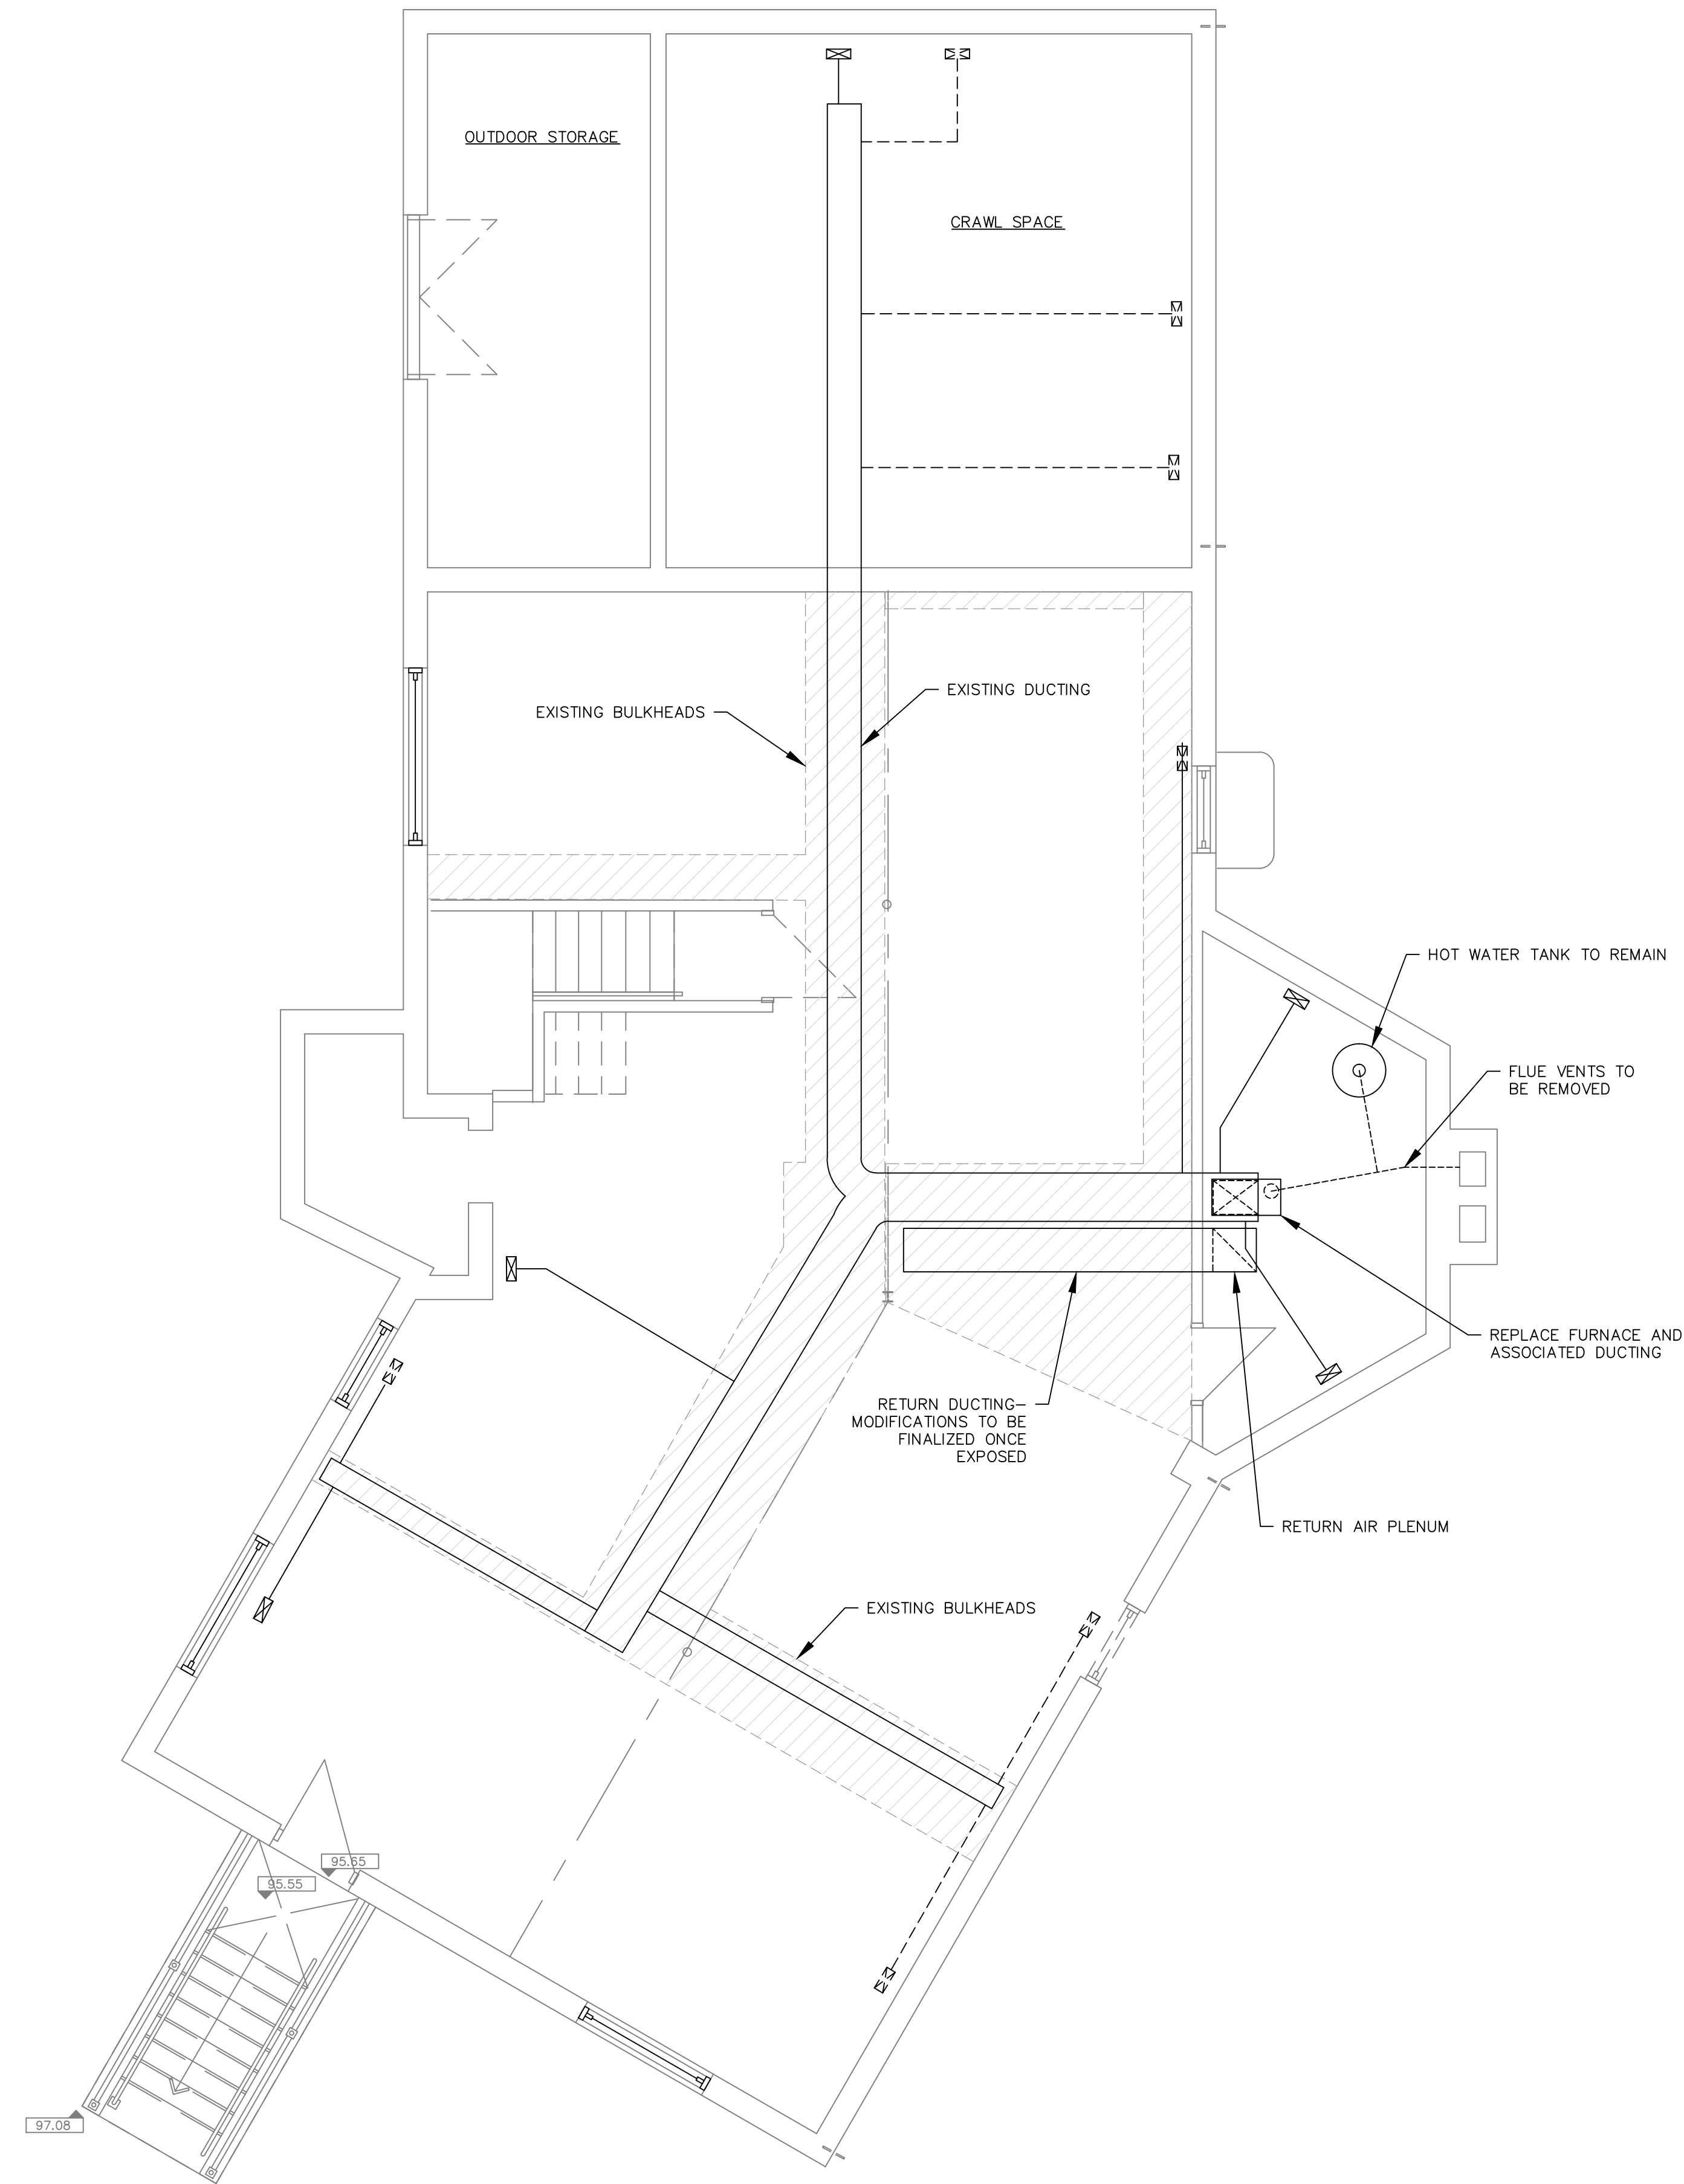 OUTDOOR STORAGE
CRAWL SPACE
EXISTING DUCTING
EXISTING BULKHEADS
HOT WATER TANK TO REMAIN
FLUE VENTS TO
BE REMOVED
REPLACE FURNACE AND
ASSOCIATED DUCTING
RETURN DUCTING—
MODIFICATIONS TO BE
FINALIZED ONCE
EXPOSED
RETURN AIR PLENUM
EXISTING BULKHEADS
95.65
95.55
97.08